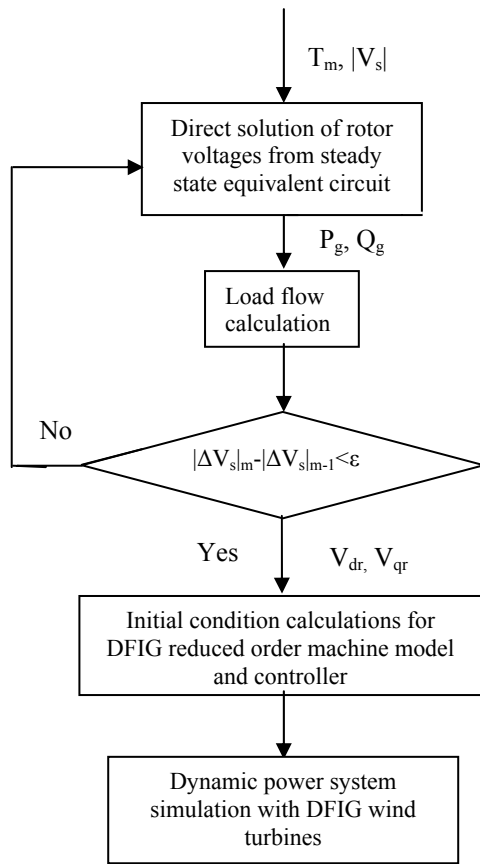 T_m, |V_s|
Direct solution of rotor
voltages from steady
state equivalent circuit
P_g, Q_g
Load flow
calculation
No
|ΔV_s|_m-|ΔV_s|_m-1<ε
Yes
V_dr, V_qr
Initial condition calculations for
DFIG reduced order machine model
and controller
Dynamic power system
simulation with DFIG wind
turbines